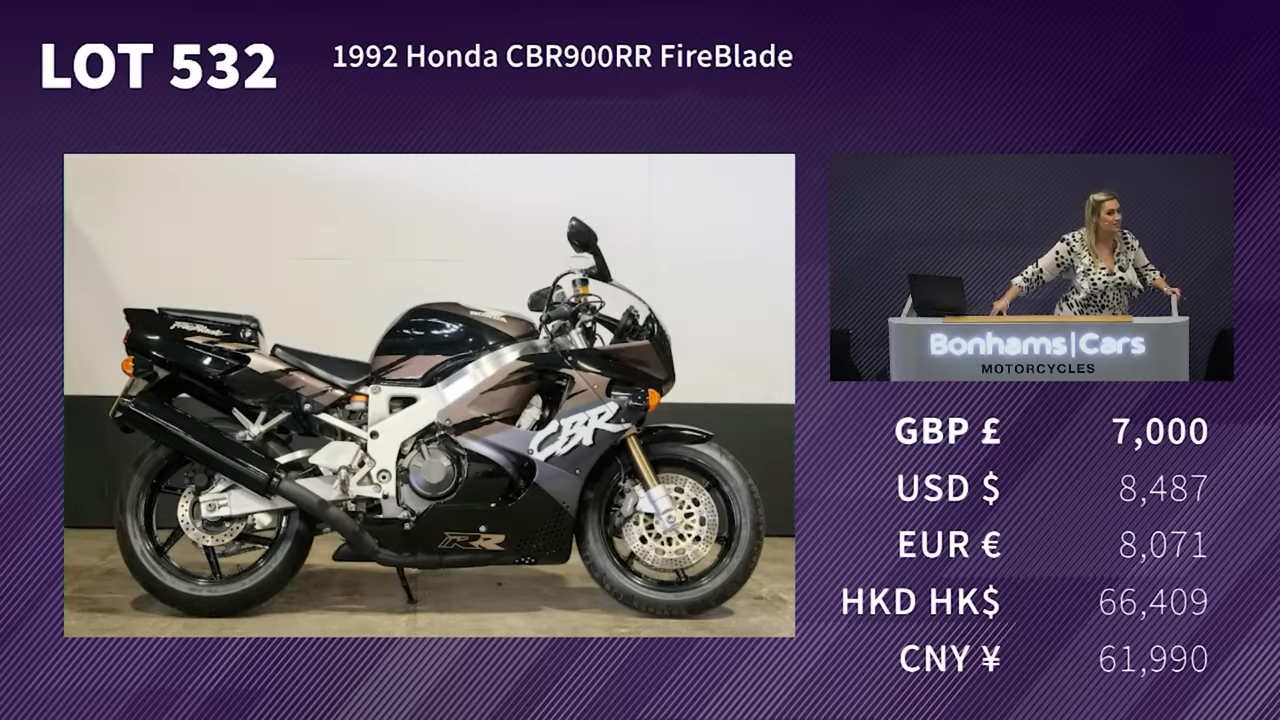 LOT 532
1992 Honda CBR900RR FireBlade
HONDA
FireBlade
CBR
RR
Bonhams|Cars
MOTORCYCLES
GBP £ 7,000
USD $ 8,487
EUR € 8,071
HKD HK$ 66,409
CNY ¥ 61,990